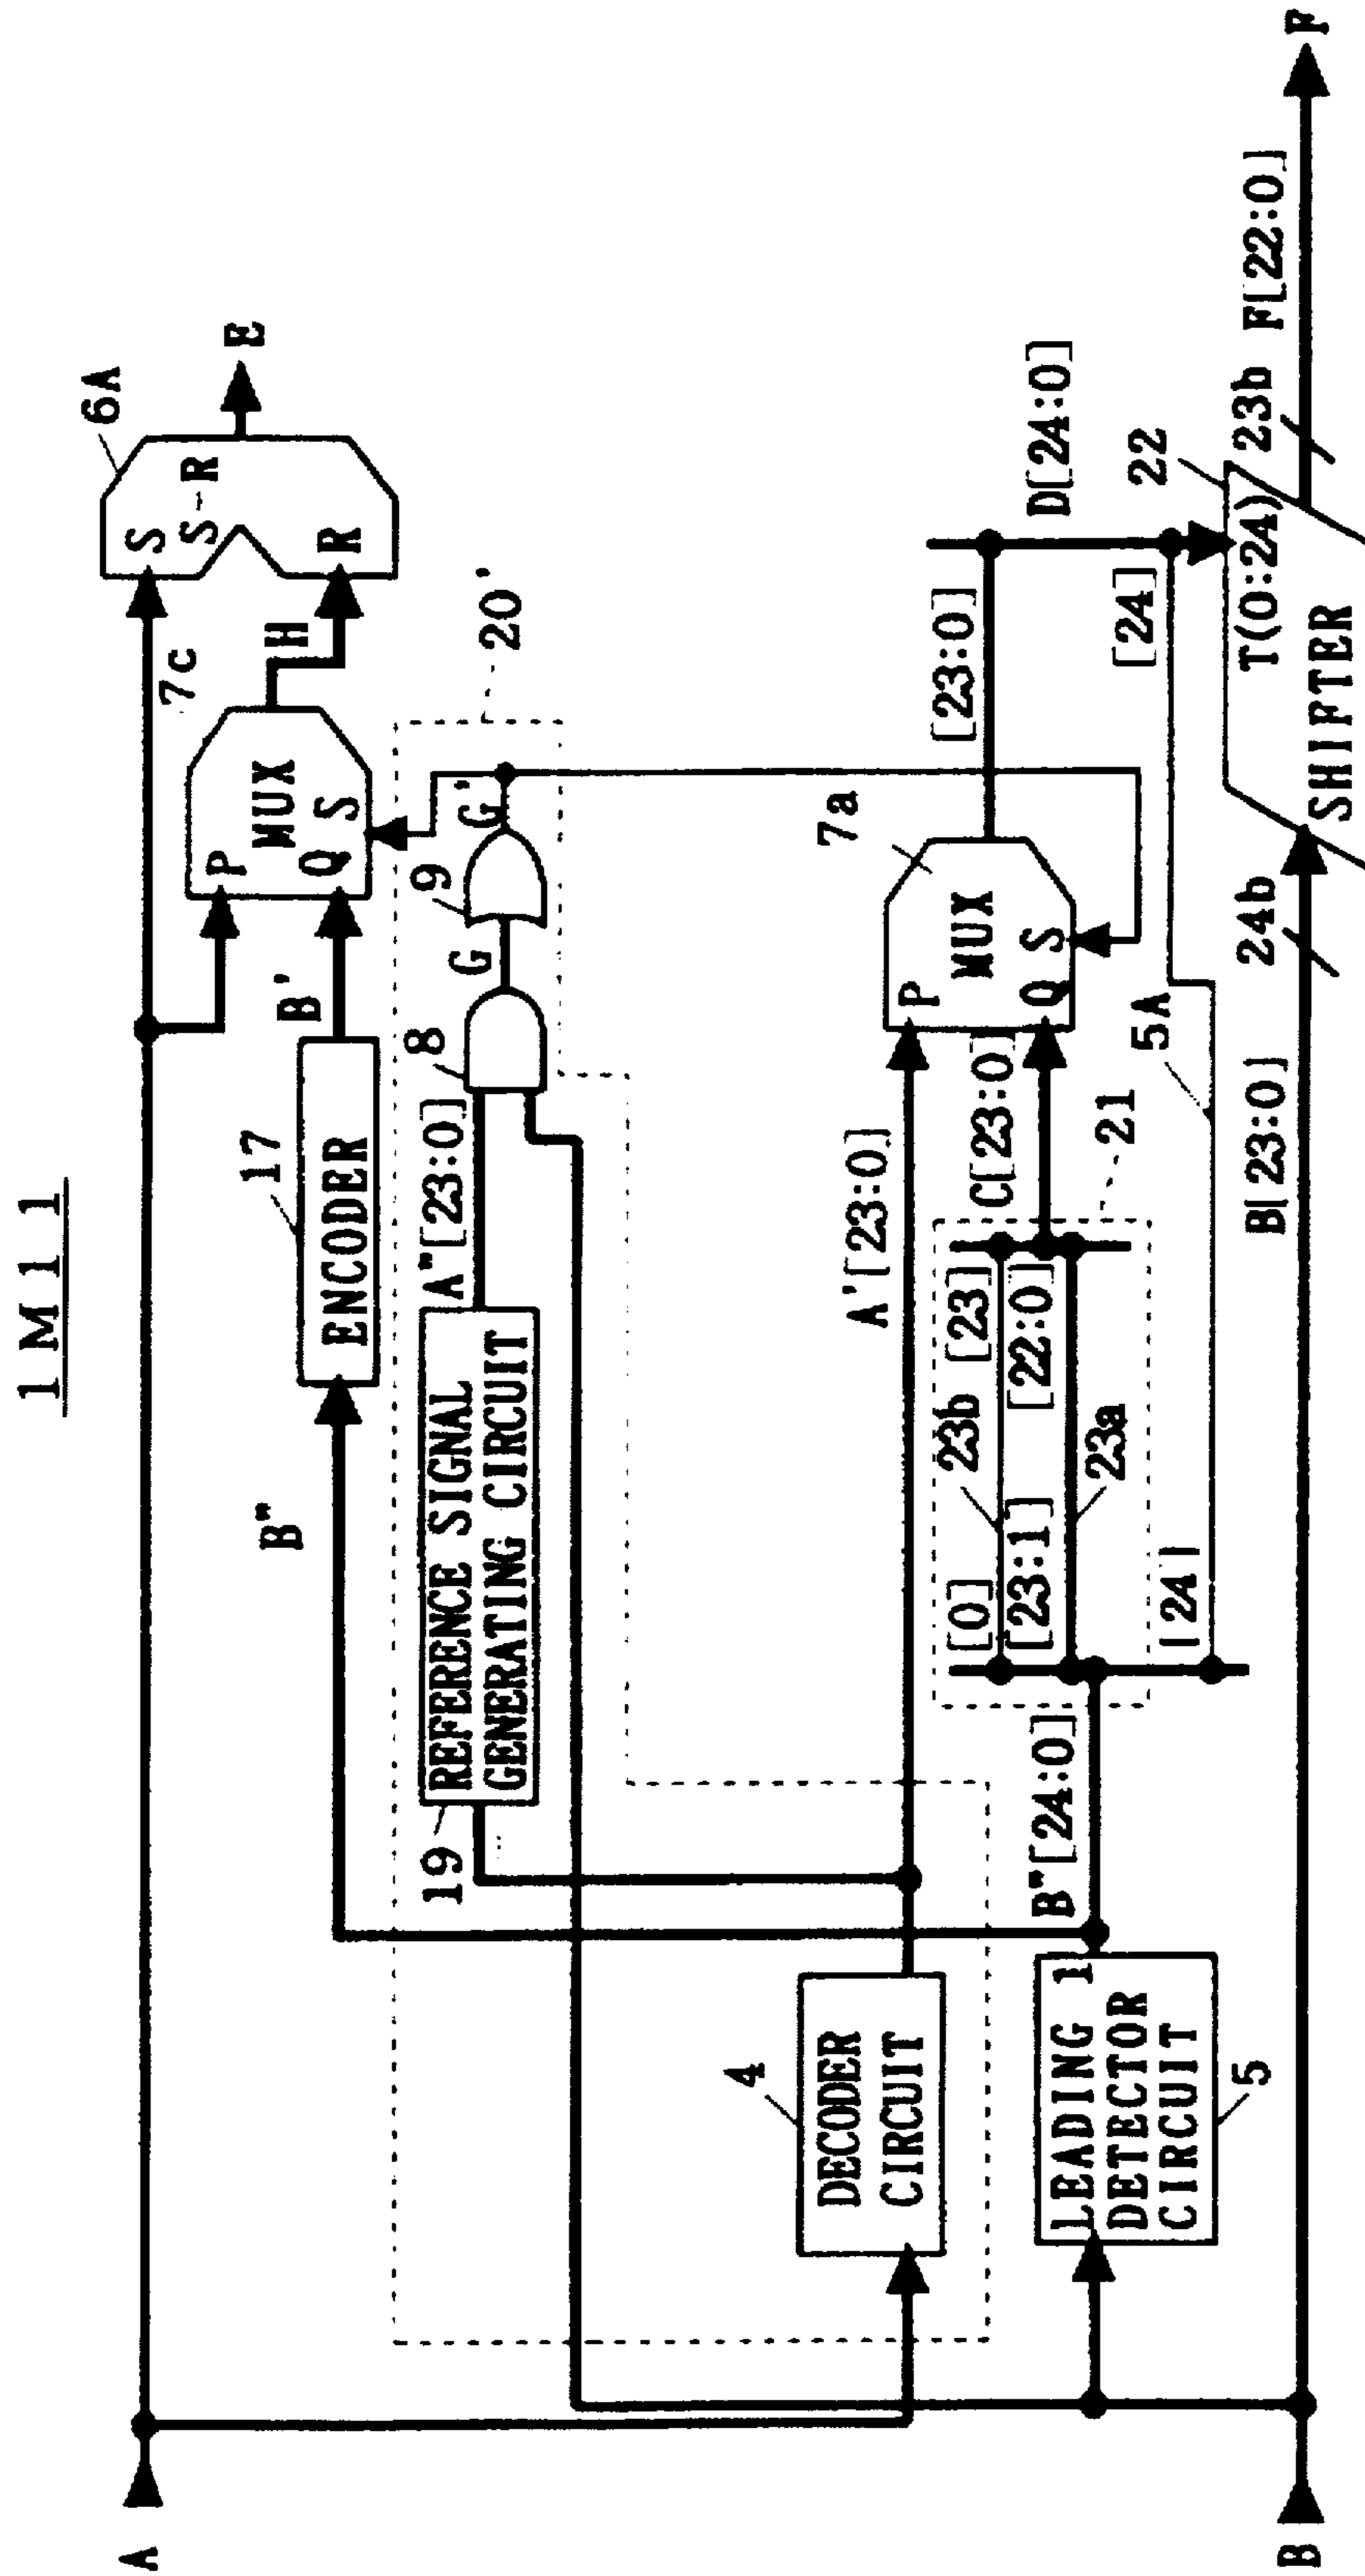 1M11
A
B
6A
S
S-R
R
E
7c
H
P
MUX
Q S
B'
17
ENCODER
B"
20'
G'
9
G
8
A"[23:0]
REFERENCE SIGNAL
GENERATING CIRCUIT
19
4
DECODER
CIRCUIT
A'[23:0]
7a
P
MUX
Q S
C[23:0]
21
[23:0]
D[24:0]
[24]
5A
23b
[23]
[22:0]
23a
[0]
[23:1]
[24]
B"[24:0]
LEADING 1
DETECTOR
CIRCUIT
5
B[23:0]
24b
22
T(0:24)
SHIFTER
23b
F[22:0]
F